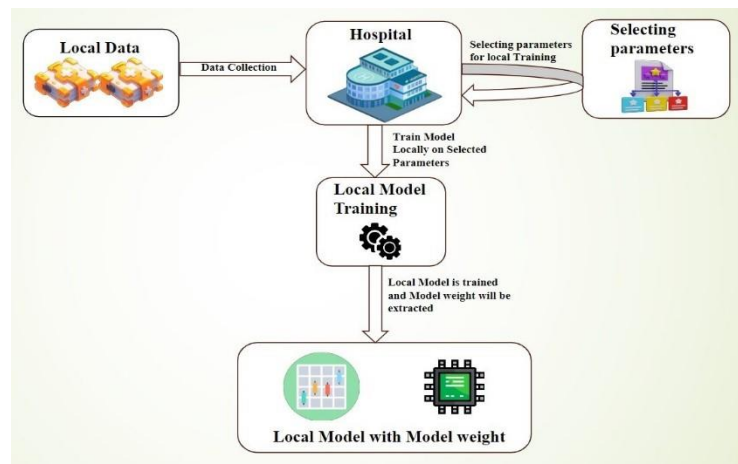 Local Data
Data Collection
Hospital
Selecting parameters
for local Training
Selecting
parameters
Train Model
Locally on Selected
Parameters
Local Model
Training
Local Model is trained
and Model weight will be
extracted
Local Model with Model weight